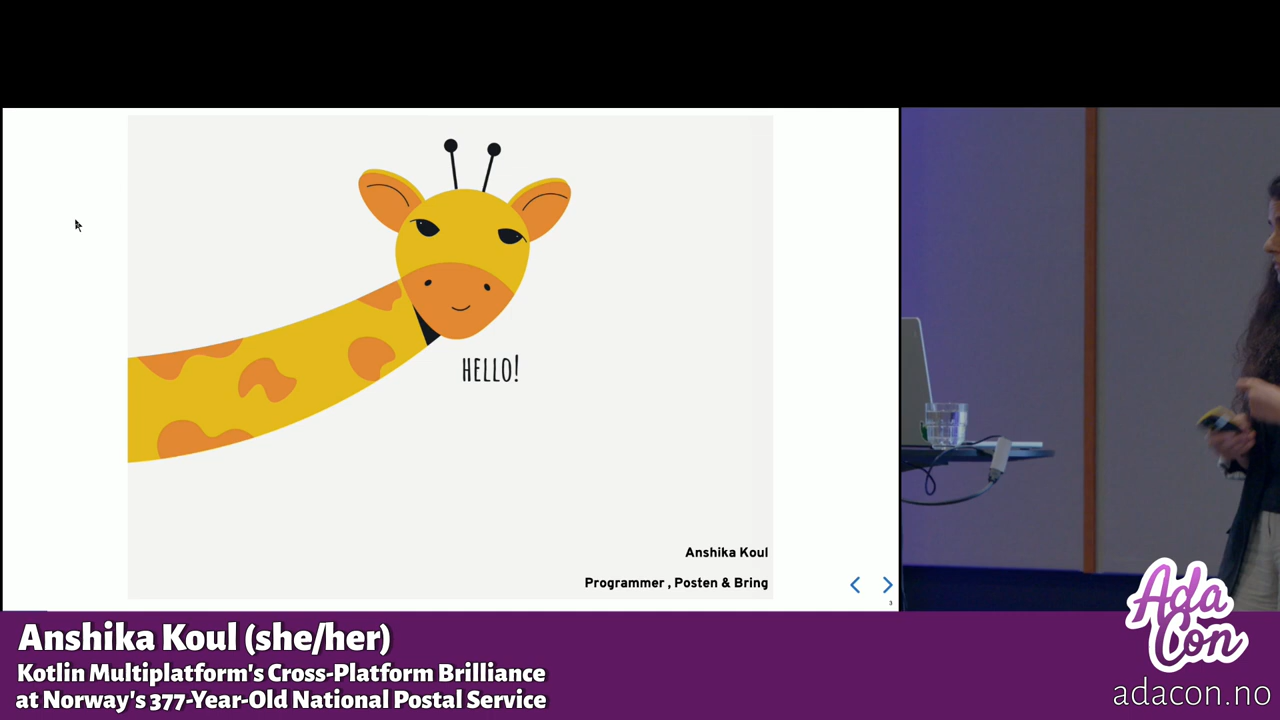 HELLO!
Anshika Koul
Programmer , Posten & Bring
3
Anshika Koul (she/her)
Kotlin Multiplatform's Cross-Platform Brilliance
at Norway's 377-Year-Old National Postal Service
Ada
Con
adacon.no